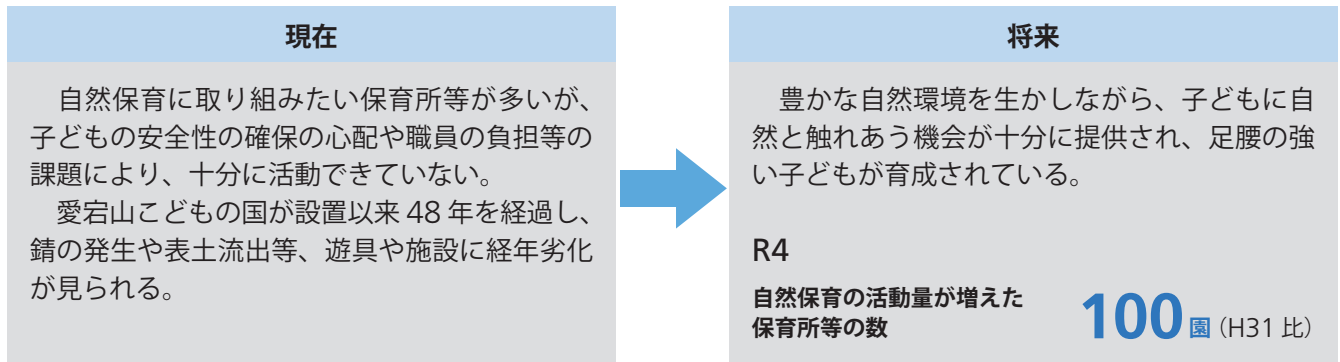 現在
自然保育に取り組みたい保育所等が多いが、
子どもの安全性の確保の心配や職員の負担等の
課題により、十分に活動できていない。
愛宕山こどもの国が設置以来 48 年を経過し、
錆の発生や表土流出等、遊具や施設に経年劣化
が見られる。
将来
豊かな自然環境を生かしながら、子どもに自
然と触れあう機会が十分に提供され、足腰の強
い子どもが育成されている。
R4
自然保育の活動量が増えた
保育所等の数
100園（H31 比）